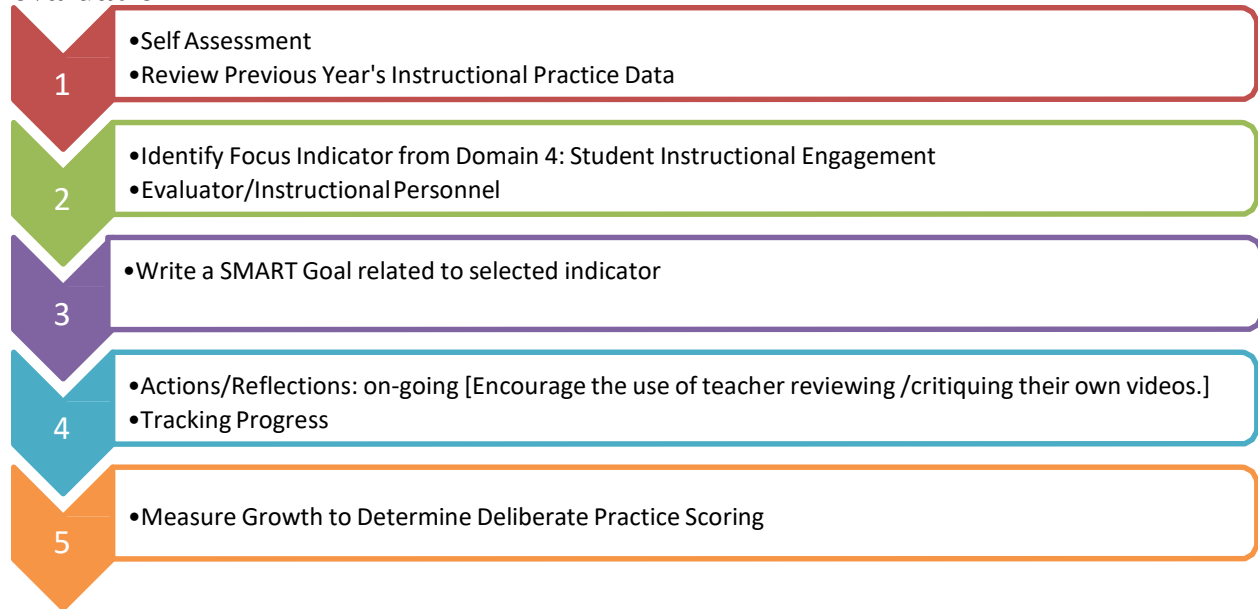 1
•Self Assessment
•Review Previous Year's Instructional Practice Data
2
•Identify Focus Indicator from Domain 4: Student Instructional Engagement
•Evaluator/Instructional Personnel
3
•Write a SMART Goal related to selected indicator
4
•Actions/Reflections: on-going [Encourage the use of teacher reviewing /critiquing their own videos.]
•Tracking Progress
5
•Measure Growth to Determine Deliberate Practice Scoring